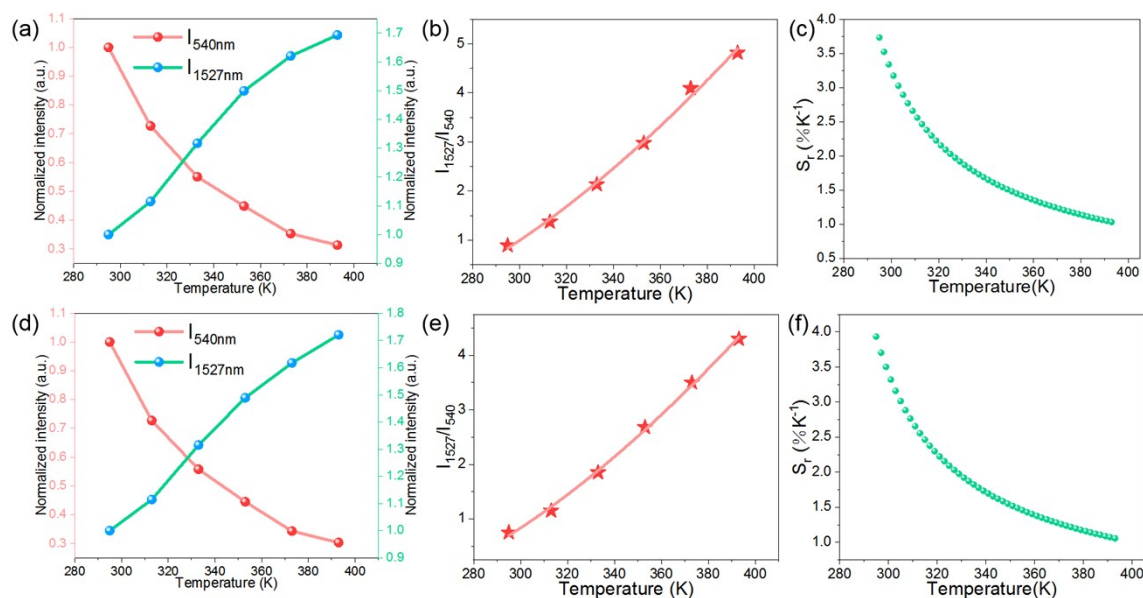 (a)
I540nm
I1527nm
Normalized intensity (a.u.)
1.0
0.9
0.8
0.7
0.6
0.5
0.4
0.3
Normalized intensity (a.u.)
1.7
1.6
1.5
1.4
1.3
1.2
1.1
1.0
0.9
280 300 320 340 360 380 400
Temperature (K)
(b)
I1527/I540
5
4
3
2
1
280 300 320 340 360 380 400
Temperature (K)
(c)
Sr (%K-1)
4.0
3.5
3.0
2.5
2.0
1.5
1.0
0.5
280 300 320 340 360 380 400
Temperature(K)
(d)
I540nm
I1527nm
Normalized intensity (a.u.)
1.0
0.9
0.8
0.7
0.6
0.5
0.4
0.3
Normalized intensity (a.u.)
1.8
1.7
1.6
1.5
1.4
1.3
1.2
1.1
1.0
0.9
280 300 320 340 360 380 400
Temperature (K)
(e)
I1527/I540
4
3
2
1
280 300 320 340 360 380 400
Temperature (K)
(f)
Sr (%K-1)
4.0
3.5
3.0
2.5
2.0
1.5
1.0
280 300 320 340 360 380 400
Temperature(K)